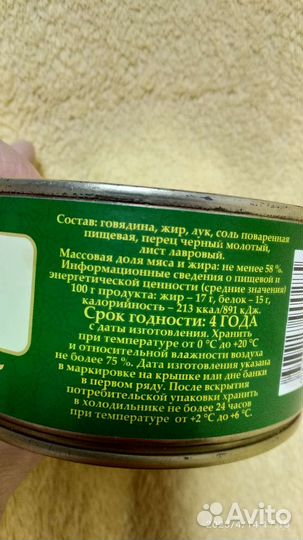 Состав: говядина, жир, лук, соль поваренная
пищевая, перец черный молотый,
лист лавровый.
Массовая доля мяса и жира: не менее 58 %.
Информационные сведения о пищевой и
энергетической ценности (средние значения)
100 г продукта: жир – 17 г, белок – 15 г,
калорийность – 213 ккал/891 кДж.
Срок годности: 4 ГОДА
с даты изготовления. Хранить
при температуре от 0 °С до +20 °С
и относительной влажности воздуха
не более 75 %. Дата изготовления указана
в маркировке на крышке или дне банки
в первом ряду. После вскрытия
потребительской упаковки хранить
в холодильнике не более 24 часов
при температуре от +2 °С до +6 °С.
Avito